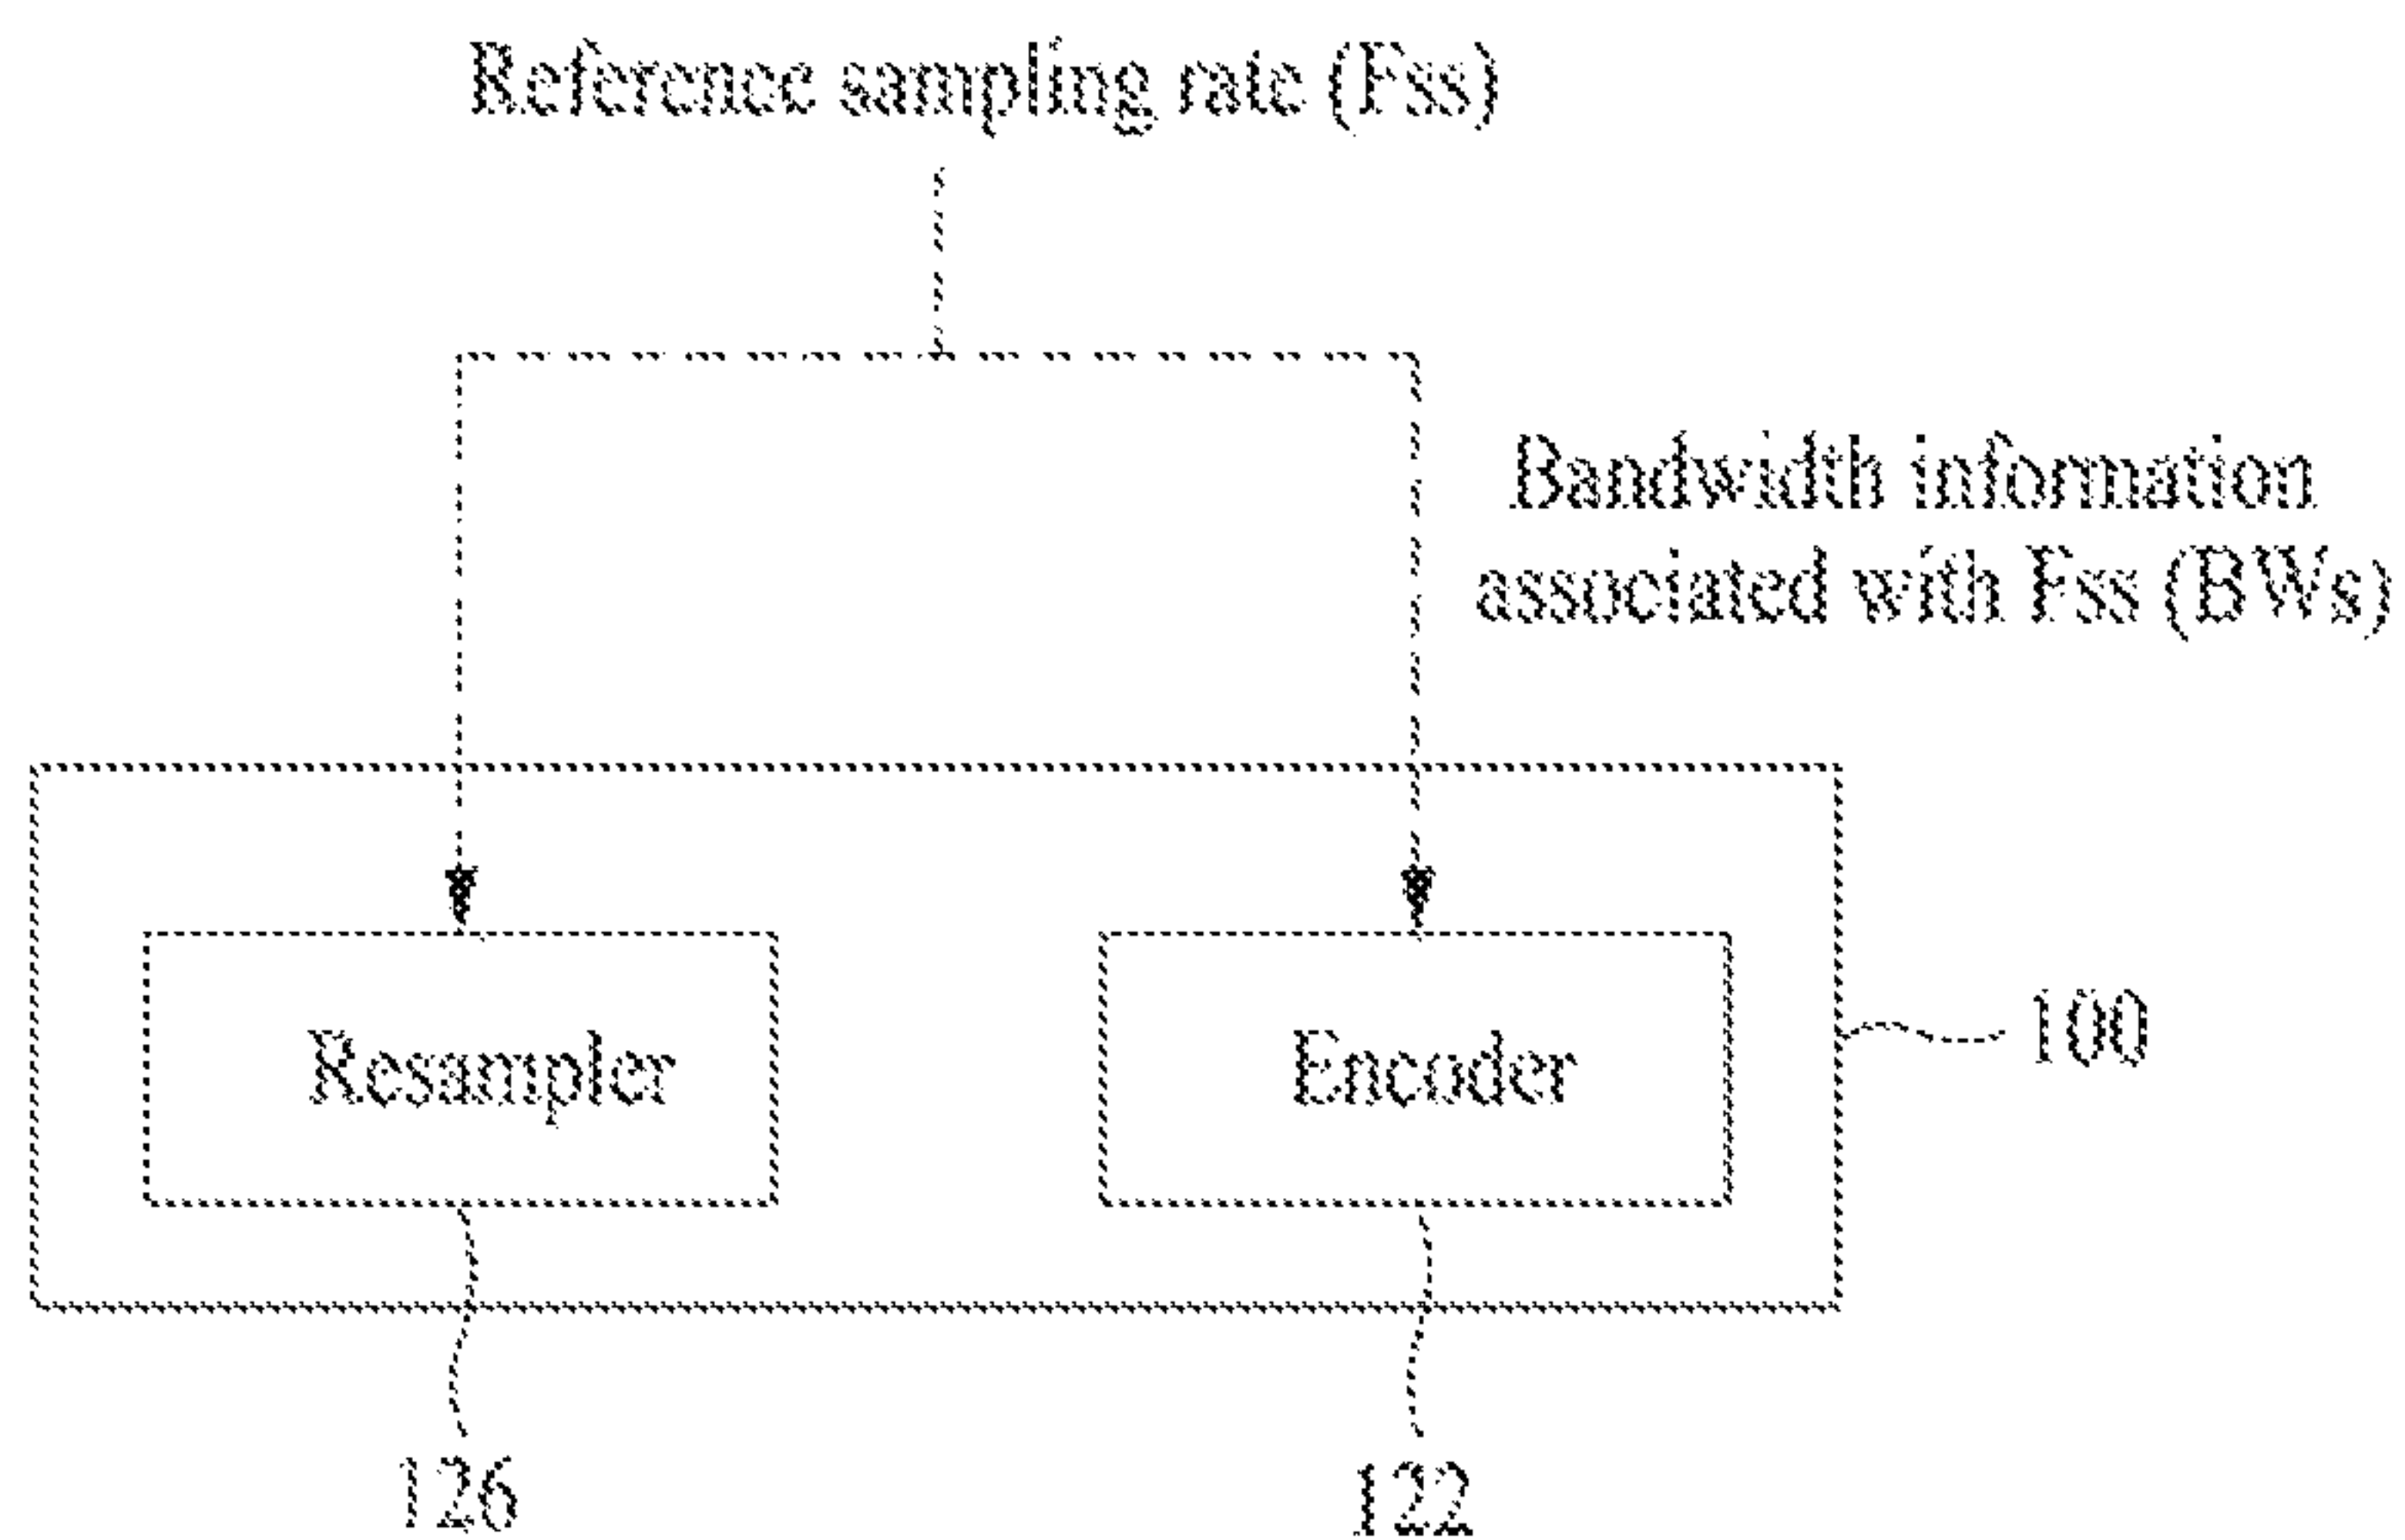 Reference sampling rate (Fss)
Bandwidth information
associated with Fss (BWs)
Resampler
Encoder
100
126
122